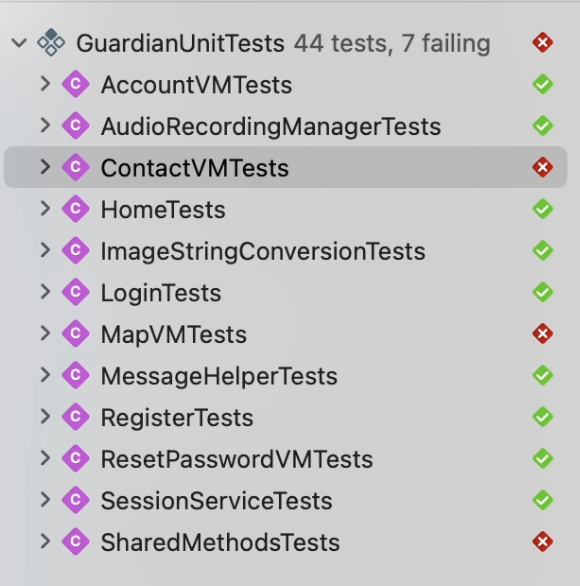 GuardianUnitTests 44 tests, 7 failing
C AccountVMTests
C AudioRecordingManagerTests
C ContactVMTests
C HomeTests
C ImageStringConversionTests
C LoginTests
C MapVMTests
C MessageHelperTests
C RegisterTests
C ResetPasswordVMTests
C SessionServiceTests
C SharedMethodsTests